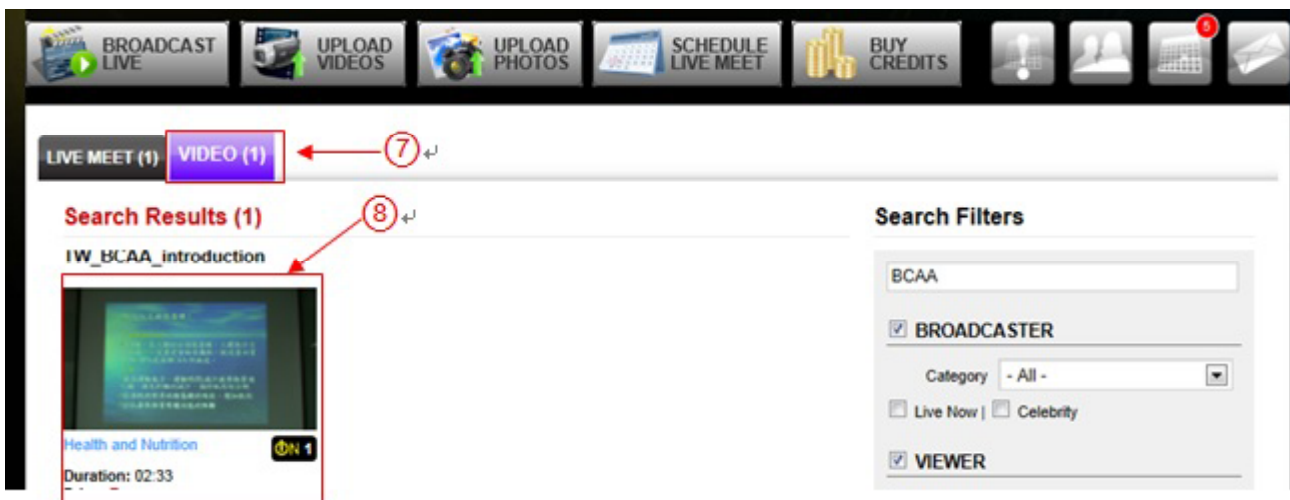 BROADCAST
LIVE
UPLOAD
VIDEOS
UPLOAD
PHOTOS
SCHEDULE
LIVE MEET
BUY
CREDITS
5
LIVE MEET (1)
VIDEO (1)
7
Search Results (1)
8
Search Filters
TW_BCAA_introduction
BCAA
BROADCASTER
Category - All -
Live Now | Celebrity
Health and Nutrition
ON 1
VIEWER
Duration: 02:33